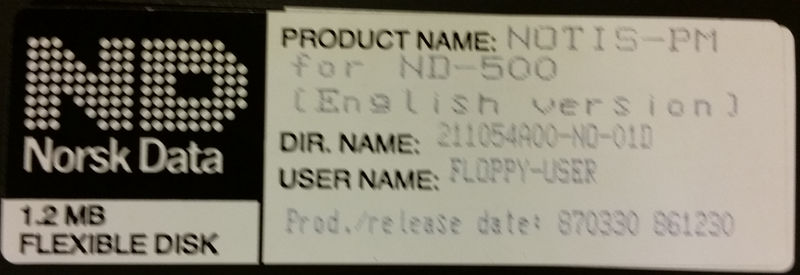 ND
Norsk Data
1.2 MB
FLEXIBLE DISK
PRODUCT NAME: NOTIS-PM
for ND-500
(English version)
DIR. NAME: 211054A00-NO-01D
USER NAME: FLOPPY-USER
Prod./release date: 870330 861230